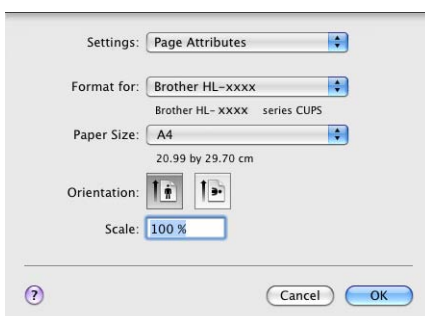 Settings: Page Attributes
Format for: Brother HL-xxxx
Brother HL- XXXX series CUPS
Paper Size: A4
20.99 by 29.70 cm
Orientation:
Scale: 100 %
? Cancel OK